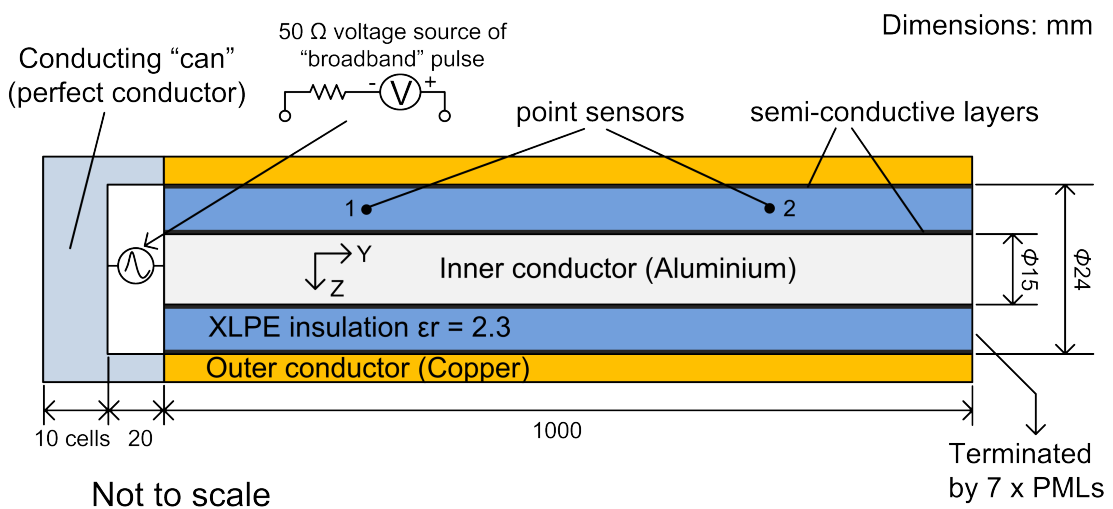 Dimensions: mm
50 Ω voltage source of
“broadband” pulse
Conducting “can”
(perfect conductor)
- +
V
point sensors
semi-conductive layers
1
2
Y
Z
Inner conductor (Aluminium)
Φ15
Φ24
XLPE insulation εr = 2.3
Outer conductor (Copper)
10 cells
20
1000
Terminated
by 7 x PMLs
Not to scale